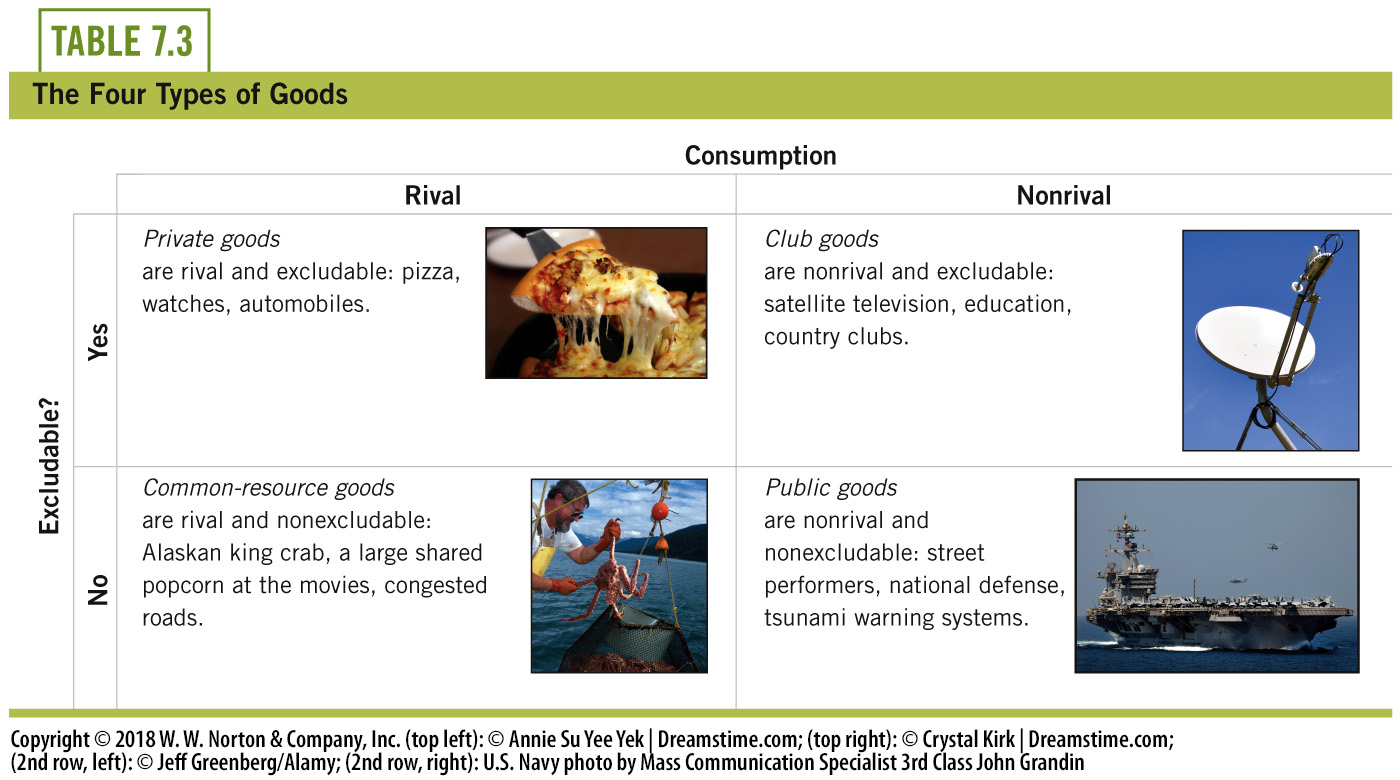 TABLE 7.3
The Four Types of Goods
Consumption
Rival
Nonrival
Excludable?
Yes
Private goods
are rival and excludable: pizza,
watches, automobiles.
Club goods
are nonrival and excludable:
satellite television, education,
country clubs.
No
Common-resource goods
are rival and nonexcludable:
Alaskan king crab, a large shared
popcorn at the movies, congested
roads.
Public goods
are nonrival and
nonexcludable: street
performers, national defense,
tsunami warning systems.
Copyright © 2018 W. W. Norton & Company, Inc. (top left): © Annie Su Yee Yek | Dreamstime.com; (top right): © Crystal Kirk | Dreamstime.com;
(2nd row, left): © Jeff Greenberg/Alamy; (2nd row, right): U.S. Navy photo by Mass Communication Specialist 3rd Class John Grandin